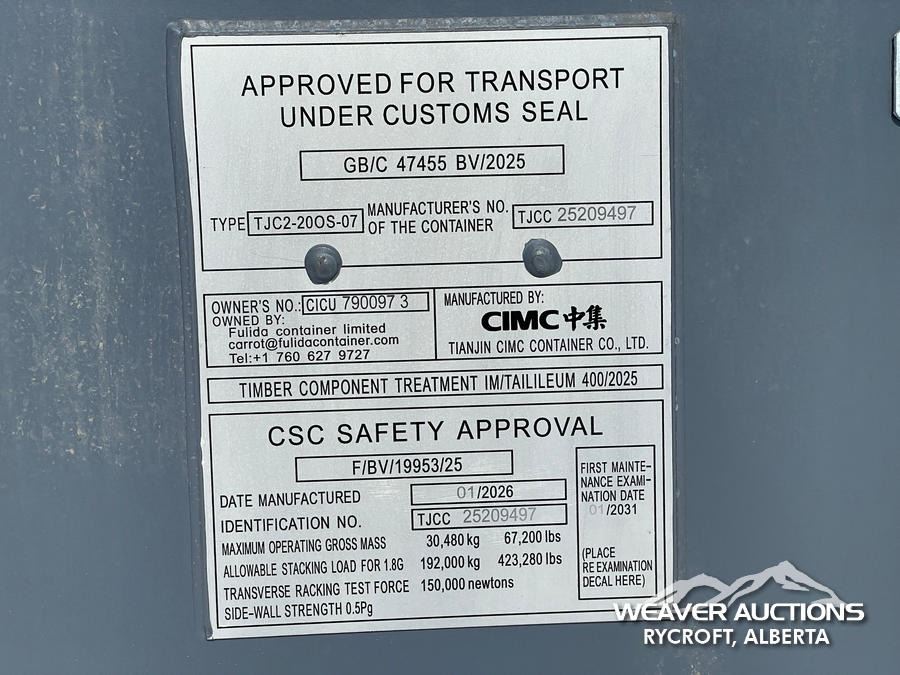 APPROVED FOR TRANSPORT
UNDER CUSTOMS SEAL
GB/C 47455 BV/2025
TYPE TJC2-20OS-07 MANUFACTURER'S NO. OF THE CONTAINER TJCC 25209497
OWNER'S NO.: CICU 790097 3
OWNED BY:
Fulida container limited
carrot@fulidacontainer.com
Tel:+1 760 627 9727
MANUFACTURED BY:
CIMC中集
TIANJIN CIMC CONTAINER CO., LTD.
TIMBER COMPONENT TREATMENT IM/TAILILEUM 400/2025
CSC SAFETY APPROVAL
F/BV/19953/25
DATE MANUFACTURED 01/2026
IDENTIFICATION NO. TJCC 25209497
MAXIMUM OPERATING GROSS MASS 30,480 kg 67,200 lbs
ALLOWABLE STACKING LOAD FOR 1.8G 192,000 kg 423,280 lbs
TRANSVERSE RACKING TEST FORCE 150,000 newtons
SIDE-WALL STRENGTH 0.5Pg
FIRST MAINTE-
NANCE EXAMI-
NATION DATE
01/2031
(PLACE
RE EXAMINATION
DECAL HERE)
WEAVER AUCTIONS
RYCROFT, ALBERTA